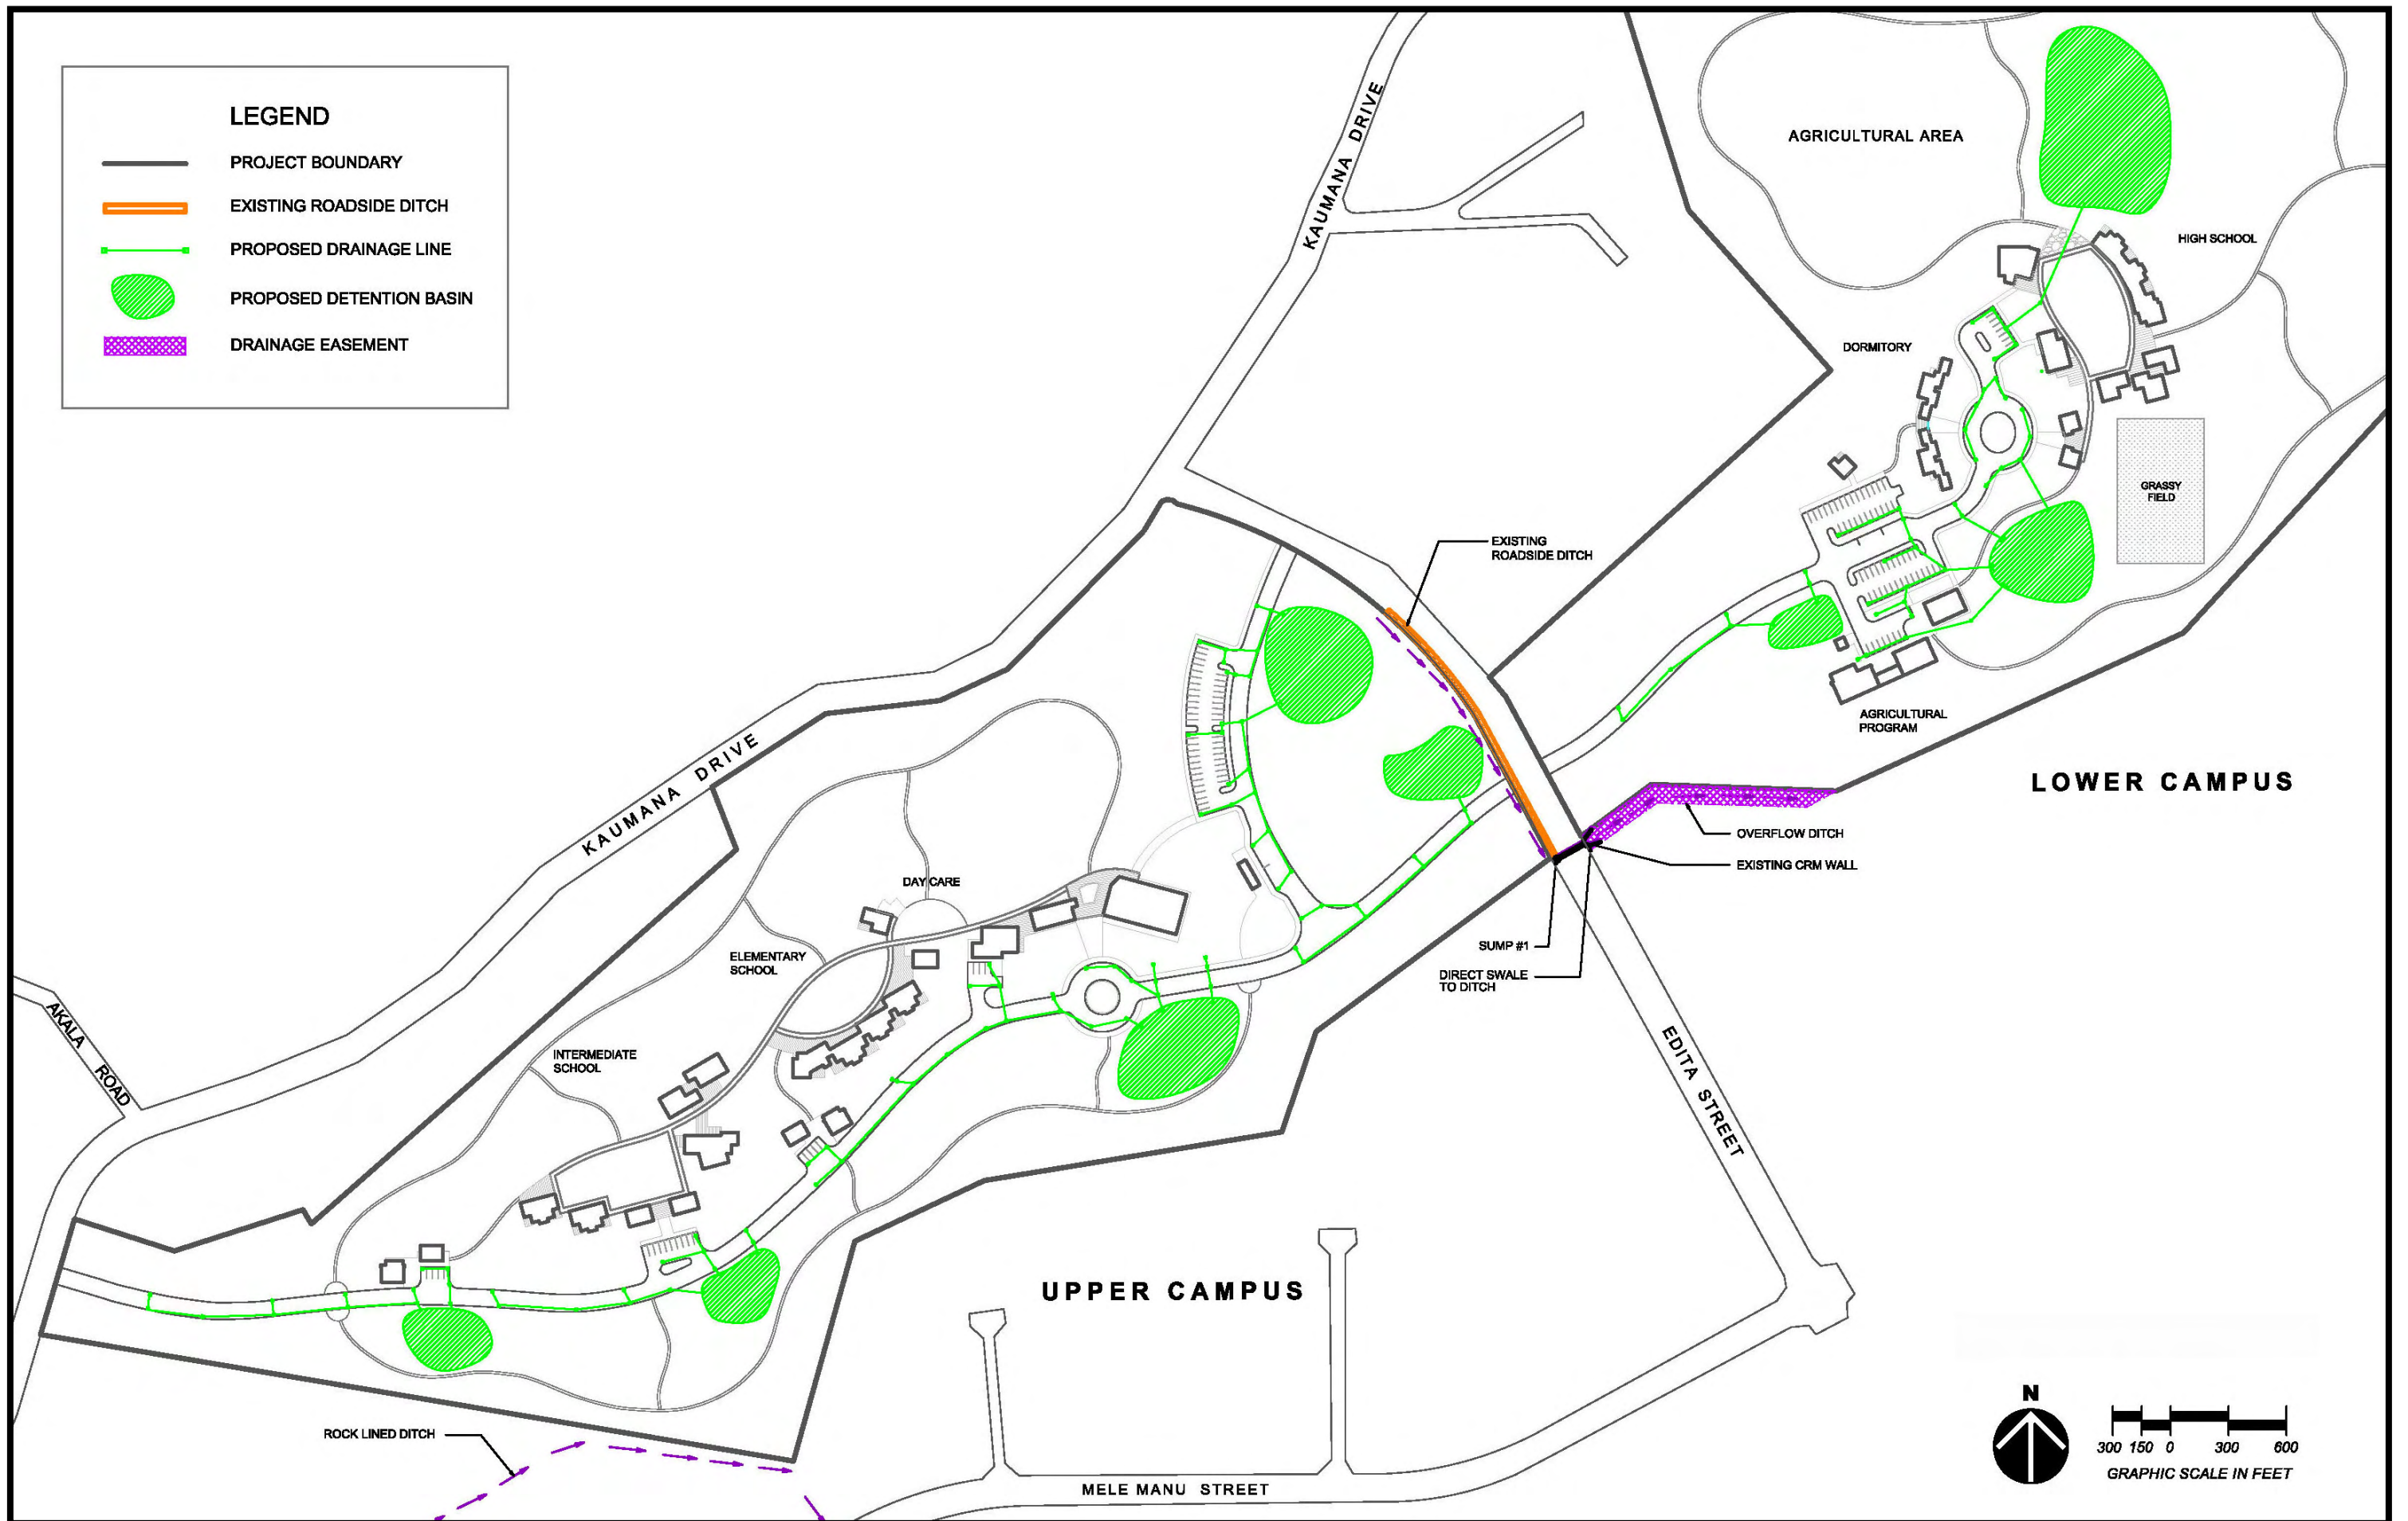 LEGEND
PROJECT BOUNDARY
EXISTING ROADSIDE DITCH
PROPOSED DRAINAGE LINE
PROPOSED DETENTION BASIN
DRAINAGE EASEMENT
KAUMANA DRIVE
AGRICULTURAL AREA
HIGH SCHOOL
DORMITORY
GRASSY
FIELD
EXISTING
ROADSIDE DITCH
AGRICULTURAL
PROGRAM
LOWER CAMPUS
KAUMANA DRIVE
OVERFLOW DITCH
EXISTING CRM WALL
DAY CARE
SUMP #1
ELEMENTARY
SCHOOL
DIRECT SWALE
TO DITCH
AKALA ROAD
INTERMEDIATE
SCHOOL
EDITA STREET
UPPER CAMPUS
ROCK LINED DITCH
MELE MANU STREET
N
300 150 0 300 600
GRAPHIC SCALE IN FEET